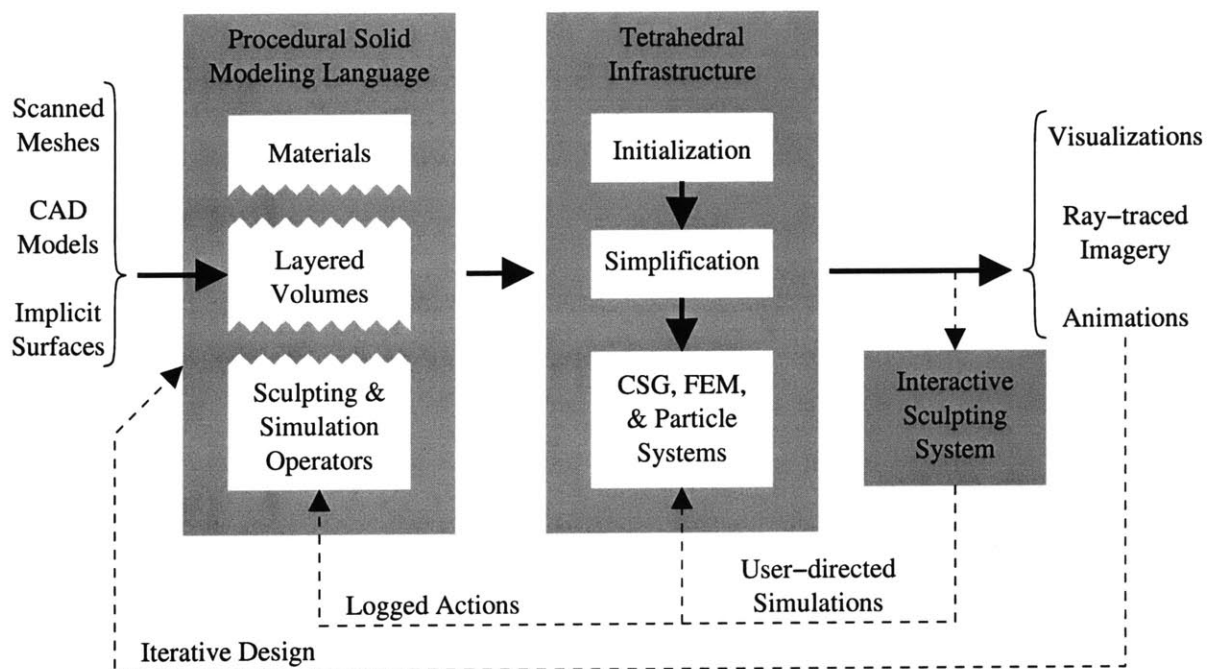 Procedural Solid
Modeling Language
Tetrahedral
Infrastructure
Scanned
Meshes
CAD
Models
Implicit
Surfaces
Materials
Layered
Volumes
Sculpting &
Simulation
Operators
Initialization
Simplification
CSG, FEM,
& Particle
Systems
Visualizations
Ray-traced
Imagery
Animations
Interactive
Sculpting
System
User-directed
Simulations
Logged Actions
Iterative Design